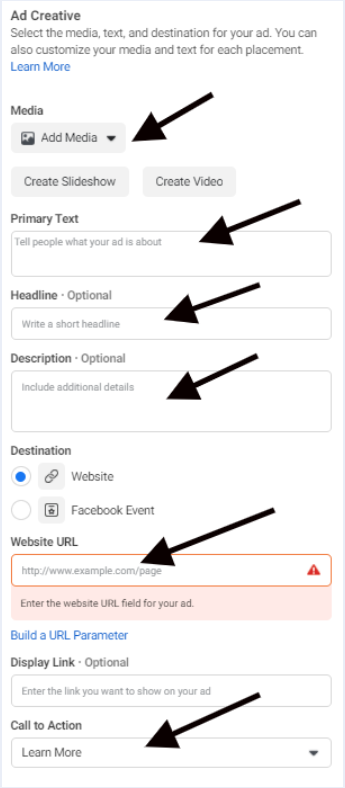 Ad Creative
Select the media, text, and destination for your ad. You can
also customize your media and text for each placement.
Learn More
Media
Add Media
Create Slideshow
Create Video
Primary Text
Tell people what your ad is about
Headline · Optional
Write a short headline
Description · Optional
Include additional details
Destination
Website
Facebook Event
Website URL
http://www.example.com/page
Enter the website URL field for your ad.
Build a URL Parameter
Display Link · Optional
Enter the link you want to show on your ad
Call to Action
Learn More